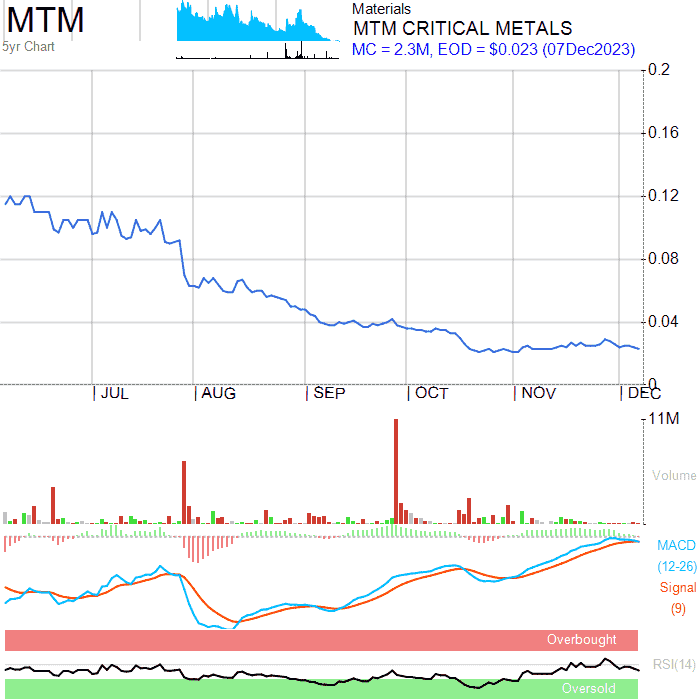 MTM
5yr Chart
Materials
MTM CRITICAL METALS
MC = 2.3M, EOD = $0.023 (07Dec2023)
0.2
0.16
0.12
0.08
0.04
0
JUL AUG SEP OCT NOV DEC
11M
Volume
MACD
(12-26)
Signal
(9)
Overbought
RSI(14)
Oversold